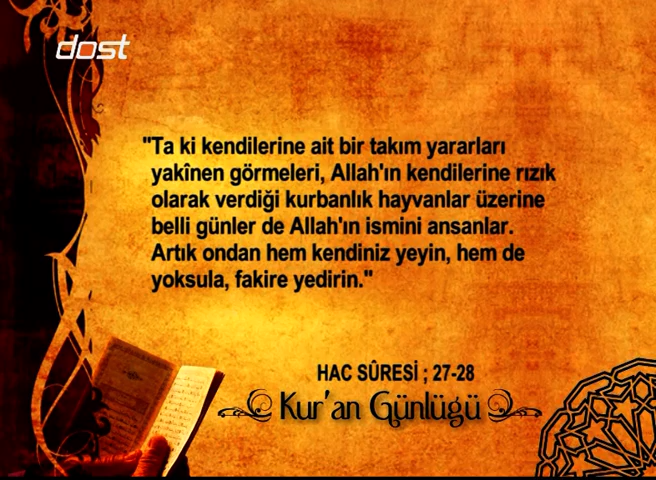 dost
"Ta ki kendilerine ait bir takım yararları
yakînen görmeleri, Allah'ın kendilerine rızık
olarak verdiği kurbanlık hayvanlar üzerine
belli günler de Allah'ın ismini ansanlar.
Artık ondan hem kendiniz yeyin, hem de
yoksula, fakire yedirin."
HAC SÛRESİ ; 27-28
Kur'an Günlüğü